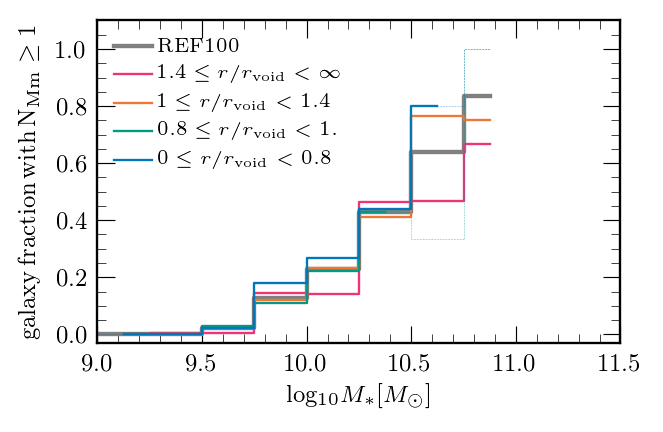 galaxy fraction with N_Mm ≥ 1
1.0
0.8
0.6
0.4
0.2
0.0
REF100
1.4 ≤ r/r_void < ∞
1 ≤ r/r_void < 1.4
0.8 ≤ r/r_void < 1.
0 ≤ r/r_void < 0.8
9.0 9.5 10.0 10.5 11.0 11.5
log₁₀M_*[M_⊙]